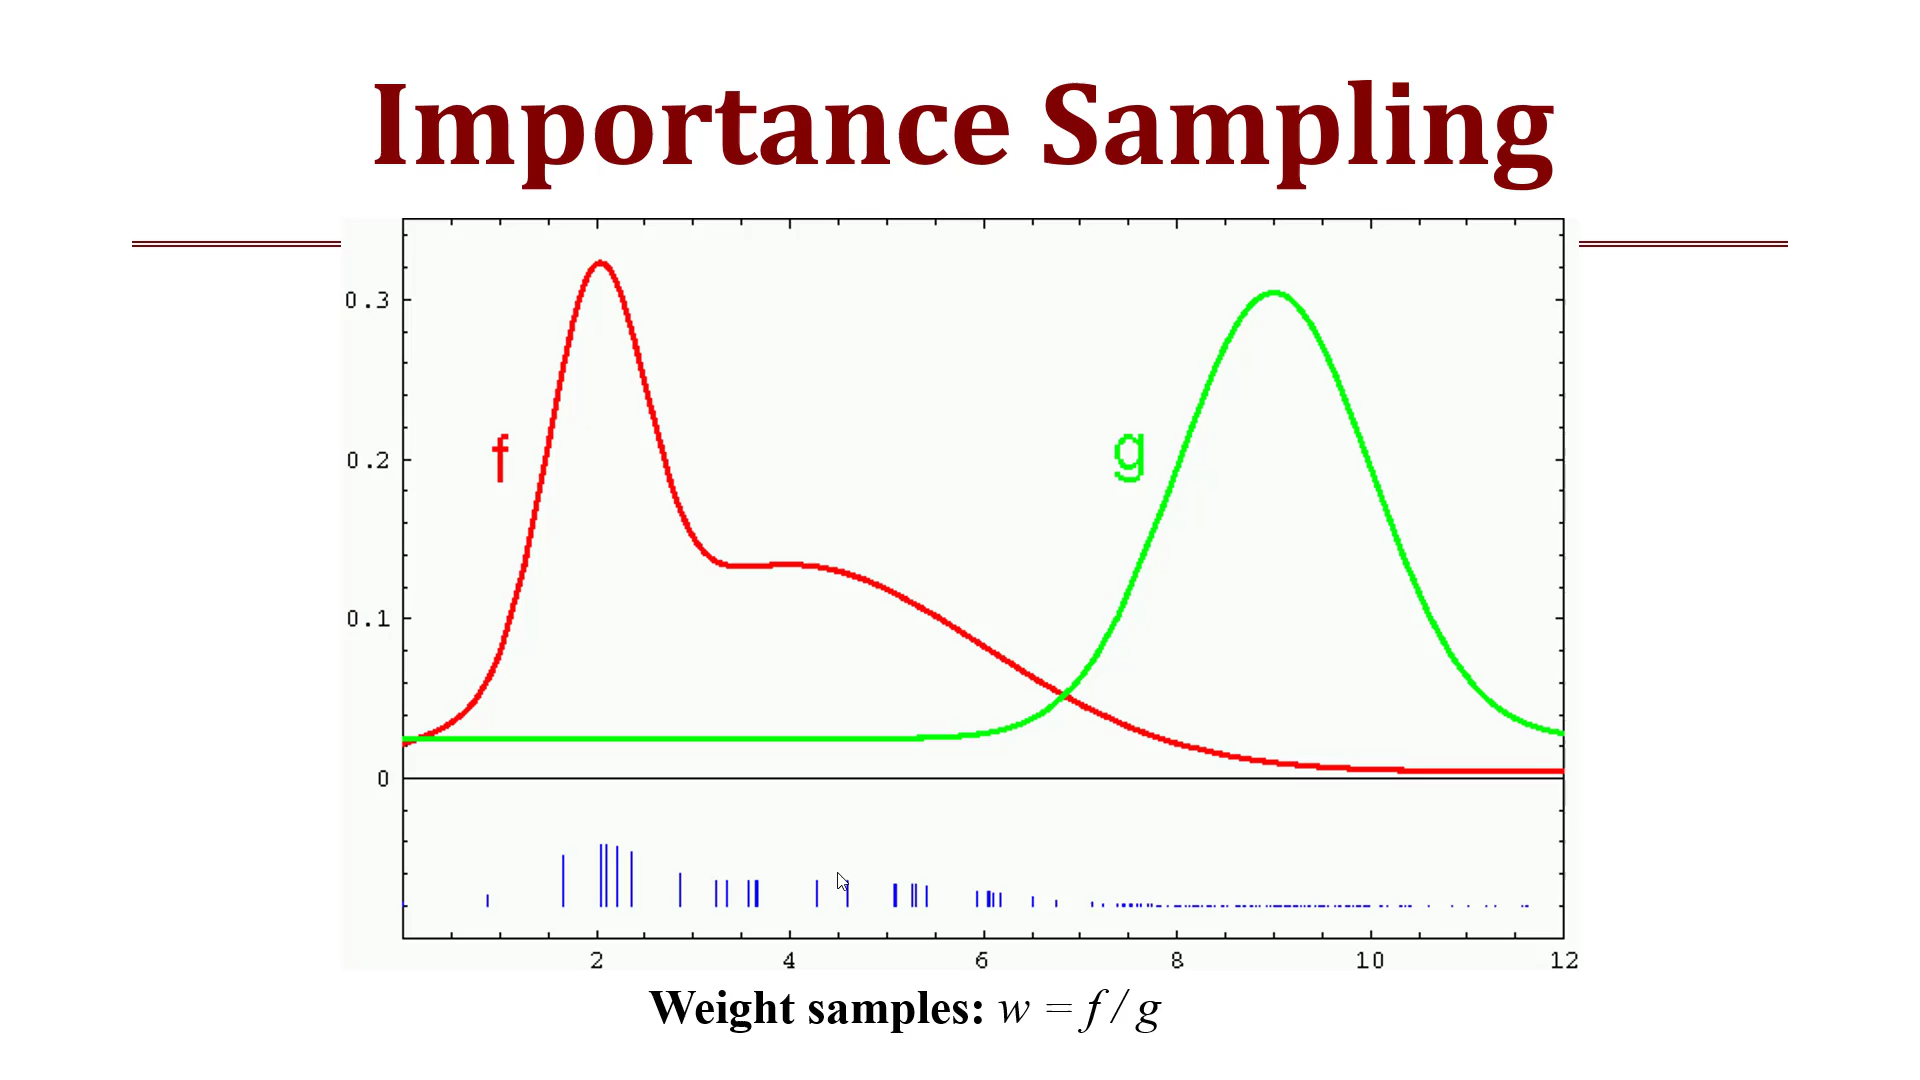 Importance Sampling
0.3
f
g
0.2
0.1
0
2 4 6 8 10 12
Weight samples: w = f / g